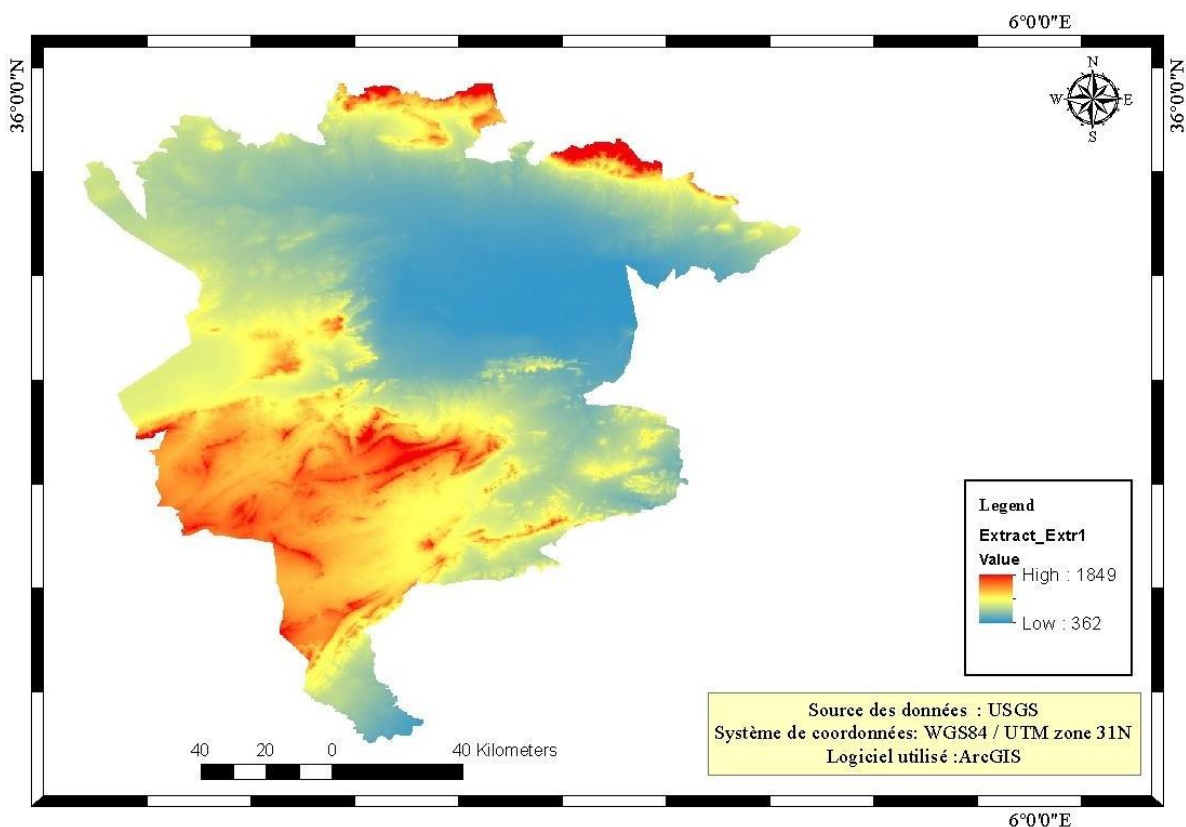 6°0'0"E
36°0'0"N
36°0'0"N
N
W
E
S
Legend
Extract_Extr1
Value
High : 1849
Low : 362
Source des données : USGS
Système de coordonnées: WGS84 / UTM zone 31N
Logiciel utilisé :ArcGIS
40 20 0 40 Kilometers
6°0'0"E